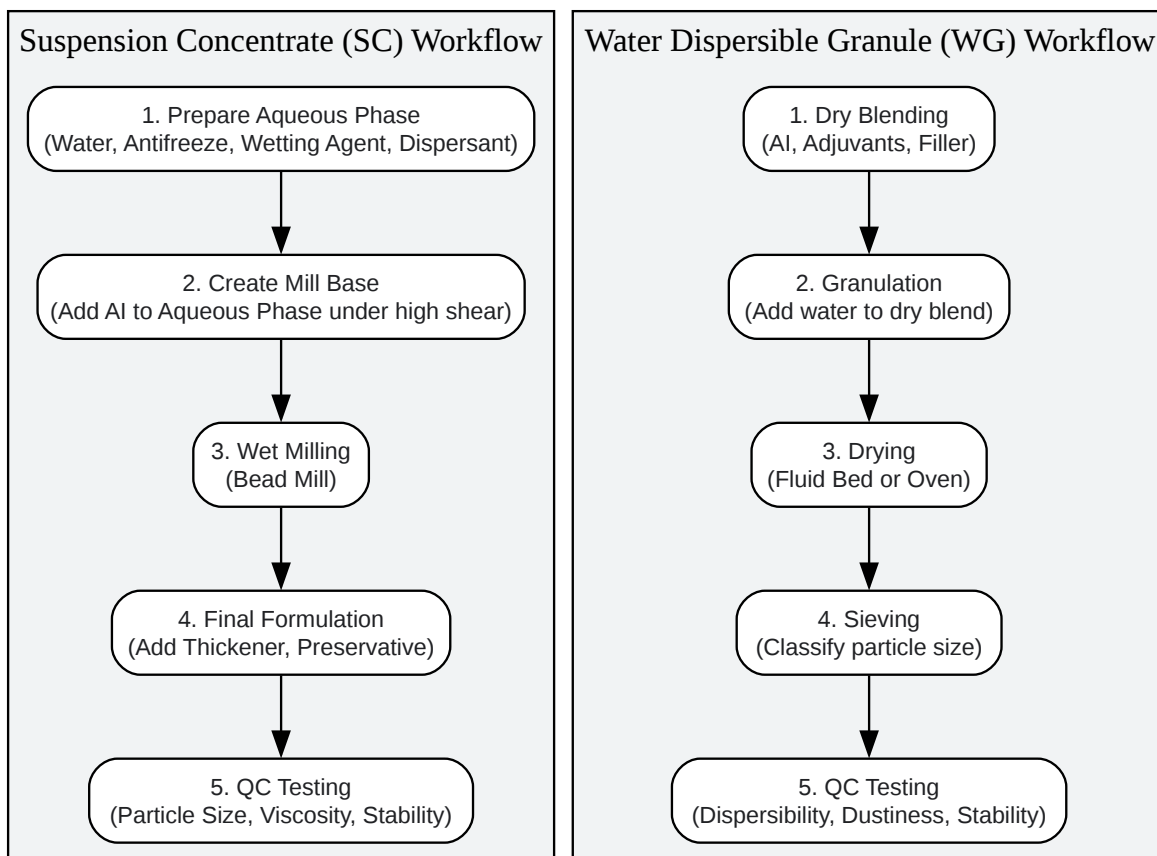 Suspension Concentrate (SC) Workflow
1. Prepare Aqueous Phase
(Water, Antifreeze, Wetting Agent, Dispersant)
2. Create Mill Base
(Add AI to Aqueous Phase under high shear)
3. Wet Milling
(Bead Mill)
4. Final Formulation
(Add Thickener, Preservative)
5. QC Testing
(Particle Size, Viscosity, Stability)
Water Dispersible Granule (WG) Workflow
1. Dry Blending
(AI, Adjuvants, Filler)
2. Granulation
(Add water to dry blend)
3. Drying
(Fluid Bed or Oven)
4. Sieving
(Classify particle size)
5. QC Testing
(Dispersibility, Dustiness, Stability)